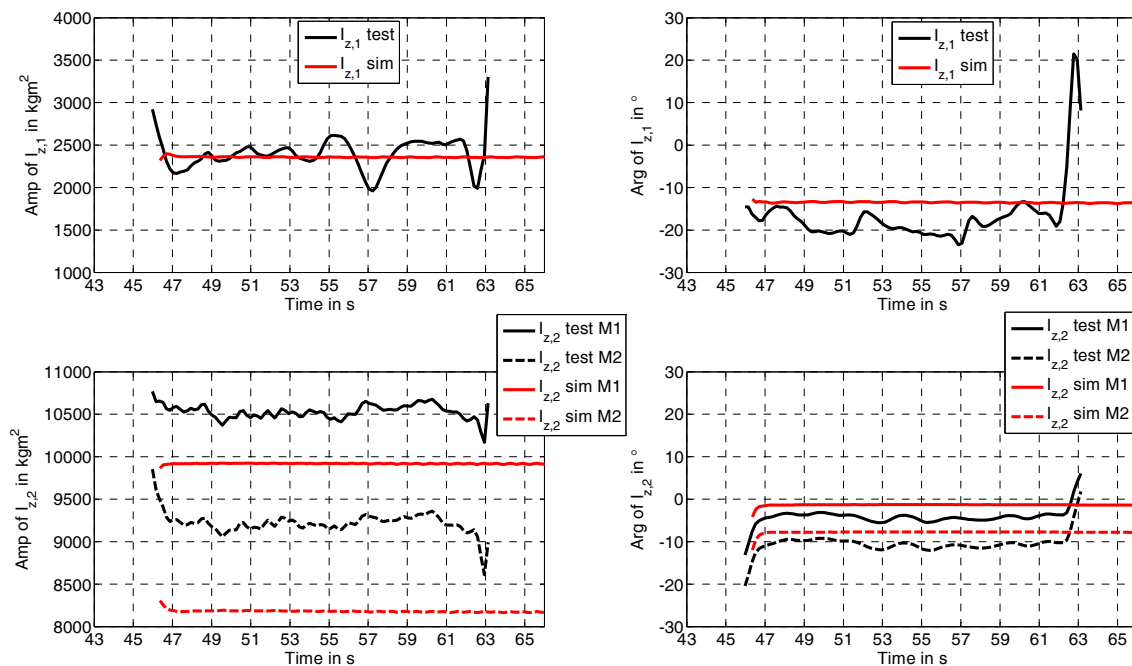 4000
3500
3000
2500
2000
1500
1000
Amp of I_{z,1} in kgm^2
I_{z,1} test
I_{z,1} sim
43 45 47 49 51 53 55 57 59 61 63 65
Time in s
30
20
10
0
-10
-20
-30
Arg of I_{z,1} in °
I_{z,1} test
I_{z,1} sim
43 45 47 49 51 53 55 57 59 61 63 65
Time in s
I_{z,2} test M1
I_{z,2} test M2
I_{z,2} sim M1
I_{z,2} sim M2
11000
10500
10000
9500
9000
8500
8000
Amp of I_{z,2} in kgm^2
43 45 47 49 51 53 55 57 59 61 63 65
Time in s
I_{z,2} test M1
I_{z,2} test M2
I_{z,2} sim M1
I_{z,2} sim M2
30
20
10
0
-10
-20
-30
Arg of I_{z,2} in °
43 45 47 49 51 53 55 57 59 61 63 65
Time in s